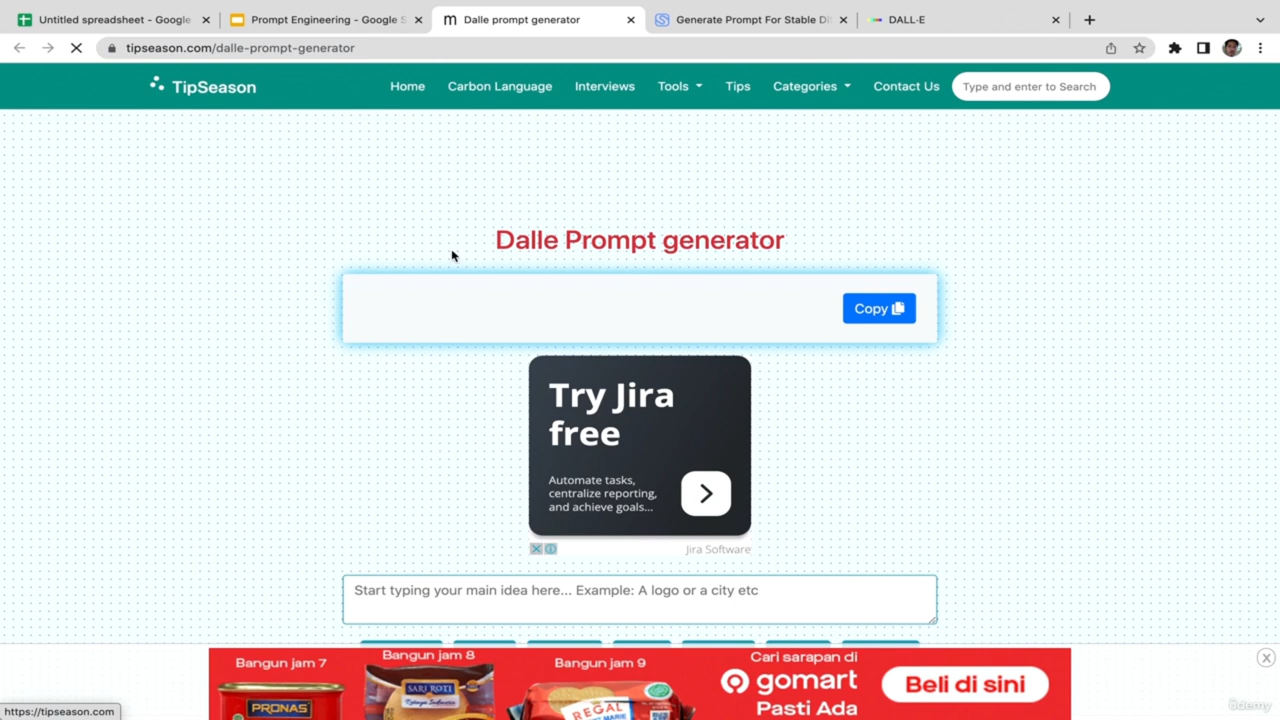 Untitled spreadsheet - Google
Prompt Engineering - Google S
Dalle prompt generator
Generate Prompt For Stable Di
DALL·E
tipseason.com/dalle-prompt-generator
TipSeason
Home
Carbon Language
Interviews
Tools
Tips
Categories
Contact Us
Type and enter to Search
Dalle Prompt generator
Copy
Try Jira
free
Automate tasks,
centralize reporting,
and achieve goals...
Jira Software
Start typing your main idea here... Example: A logo or a city etc
Bangun jam 7
Bangun jam 8
Bangun jam 9
Cari sarapan di
gomart
Pasti Ada
Beli di sini
PRONAS
SARI ROTI
REGAL
MARIE
https://tipseason.com
ûdemy